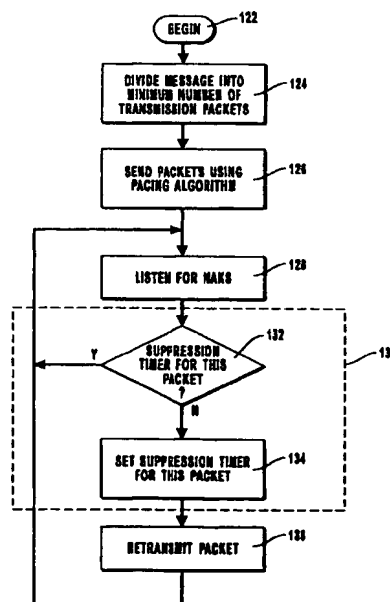 BEGIN
122
DIVIDE MESSAGE INTO
MINIMUM NUMBER OF
TRANSMISSION PACKETS
124
SEND PACKETS USING
PACING ALGORITHM
126
LISTEN FOR NAKS
128
SUPPRESSION
TIMER FOR THIS
PACKET
?
132
Y
N
SET SUPPRESSION TIMER
FOR THIS PACKET
134
RETRANSMIT PACKET